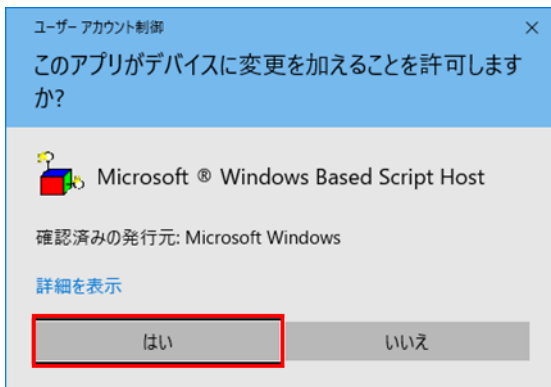 ユーザー アカウント制御
このアプリがデバイスに変更を加えることを許可します
か?
Microsoft ® Windows Based Script Host
確認済みの発行元: Microsoft Windows
詳細を表示
はい
いいえ